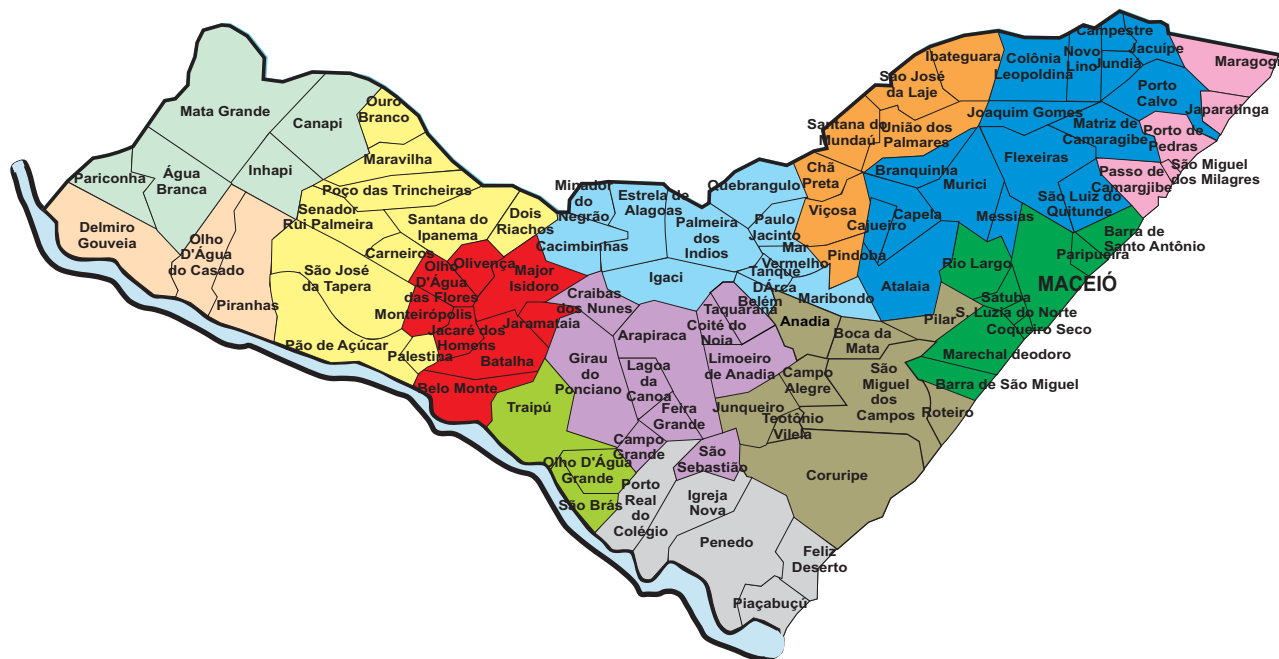 Mata Grande
Canapi
Ouro
Branco
Maravilha
Pariconha
Água
Branca
Inhapi
Poço das Trincheiras
Delmiro
Gouveia
Olho
D'Água
do Casado
Piranhas
Senador
Rui Palmeira
Santana do
Ipanema
Dois
Riachos
Carneiros
São José
da Tapera
Pão de Açúcar
Palestina
Olho
D'Água
das Flores
Olivença
Major
Isidoro
Monteirópolis
Jacaré dos
Homens
Jaramataia
Batalha
Belo Monte
Minador
do
Negrão
Estrela de
Alagoas
Cacimbinhas
Palmeira
dos
Indios
Igaci
Quebrangulo
Paulo
Jacinto
Mar
Vermelho
Tanque
DÁrca
Belém
Maribondo
Chã
Preta
Viçosa
Pindoba
Cajueiro
Capela
Atalaia
Santana do
Mundaú
São José
da Laje
Ibateguara
União dos
Palmares
Branquinha
Murici
Messias
Colônia
Leopoldina
Novo
Lino
Campestre
Jundiá
Jacuípe
Joaquim Gomes
Flexeiras
Matriz de
Camaragibe
Porto
Calvo
São Luiz do
Quitunde
Maragogi
Japaratinga
Porto de
Pedras
São Miguel
dos Milagres
Passo de
Camargjibe
Barra de
Santo Antônio
Paripueira
MACEIÓ
Rio Largo
Satuba
S. Luzia do Norte
Coqueiro Seco
Pilar
Marechal deodoro
Barra de São Miguel
Craibas
dos Nunes
Arapiraca
Taquarana
Coité do
Noia
Limoeiro
de Anadia
Girau
do
Ponciano
Lagoa
da
Canoa
Feira
Grande
Campo
Grande
São
Sebastião
Anadia
Boca da
Mata
Campo
Alegre
São
Miguel
dos
Campos
Roteiro
Junqueiro
Teotônio
Vilela
Coruripe
Traipú
Olho D'Água
Grande
São Brás
Porto
Real
do
Colégio
Igreja
Nova
Penedo
Feliz
Deserto
Piaçabuçú